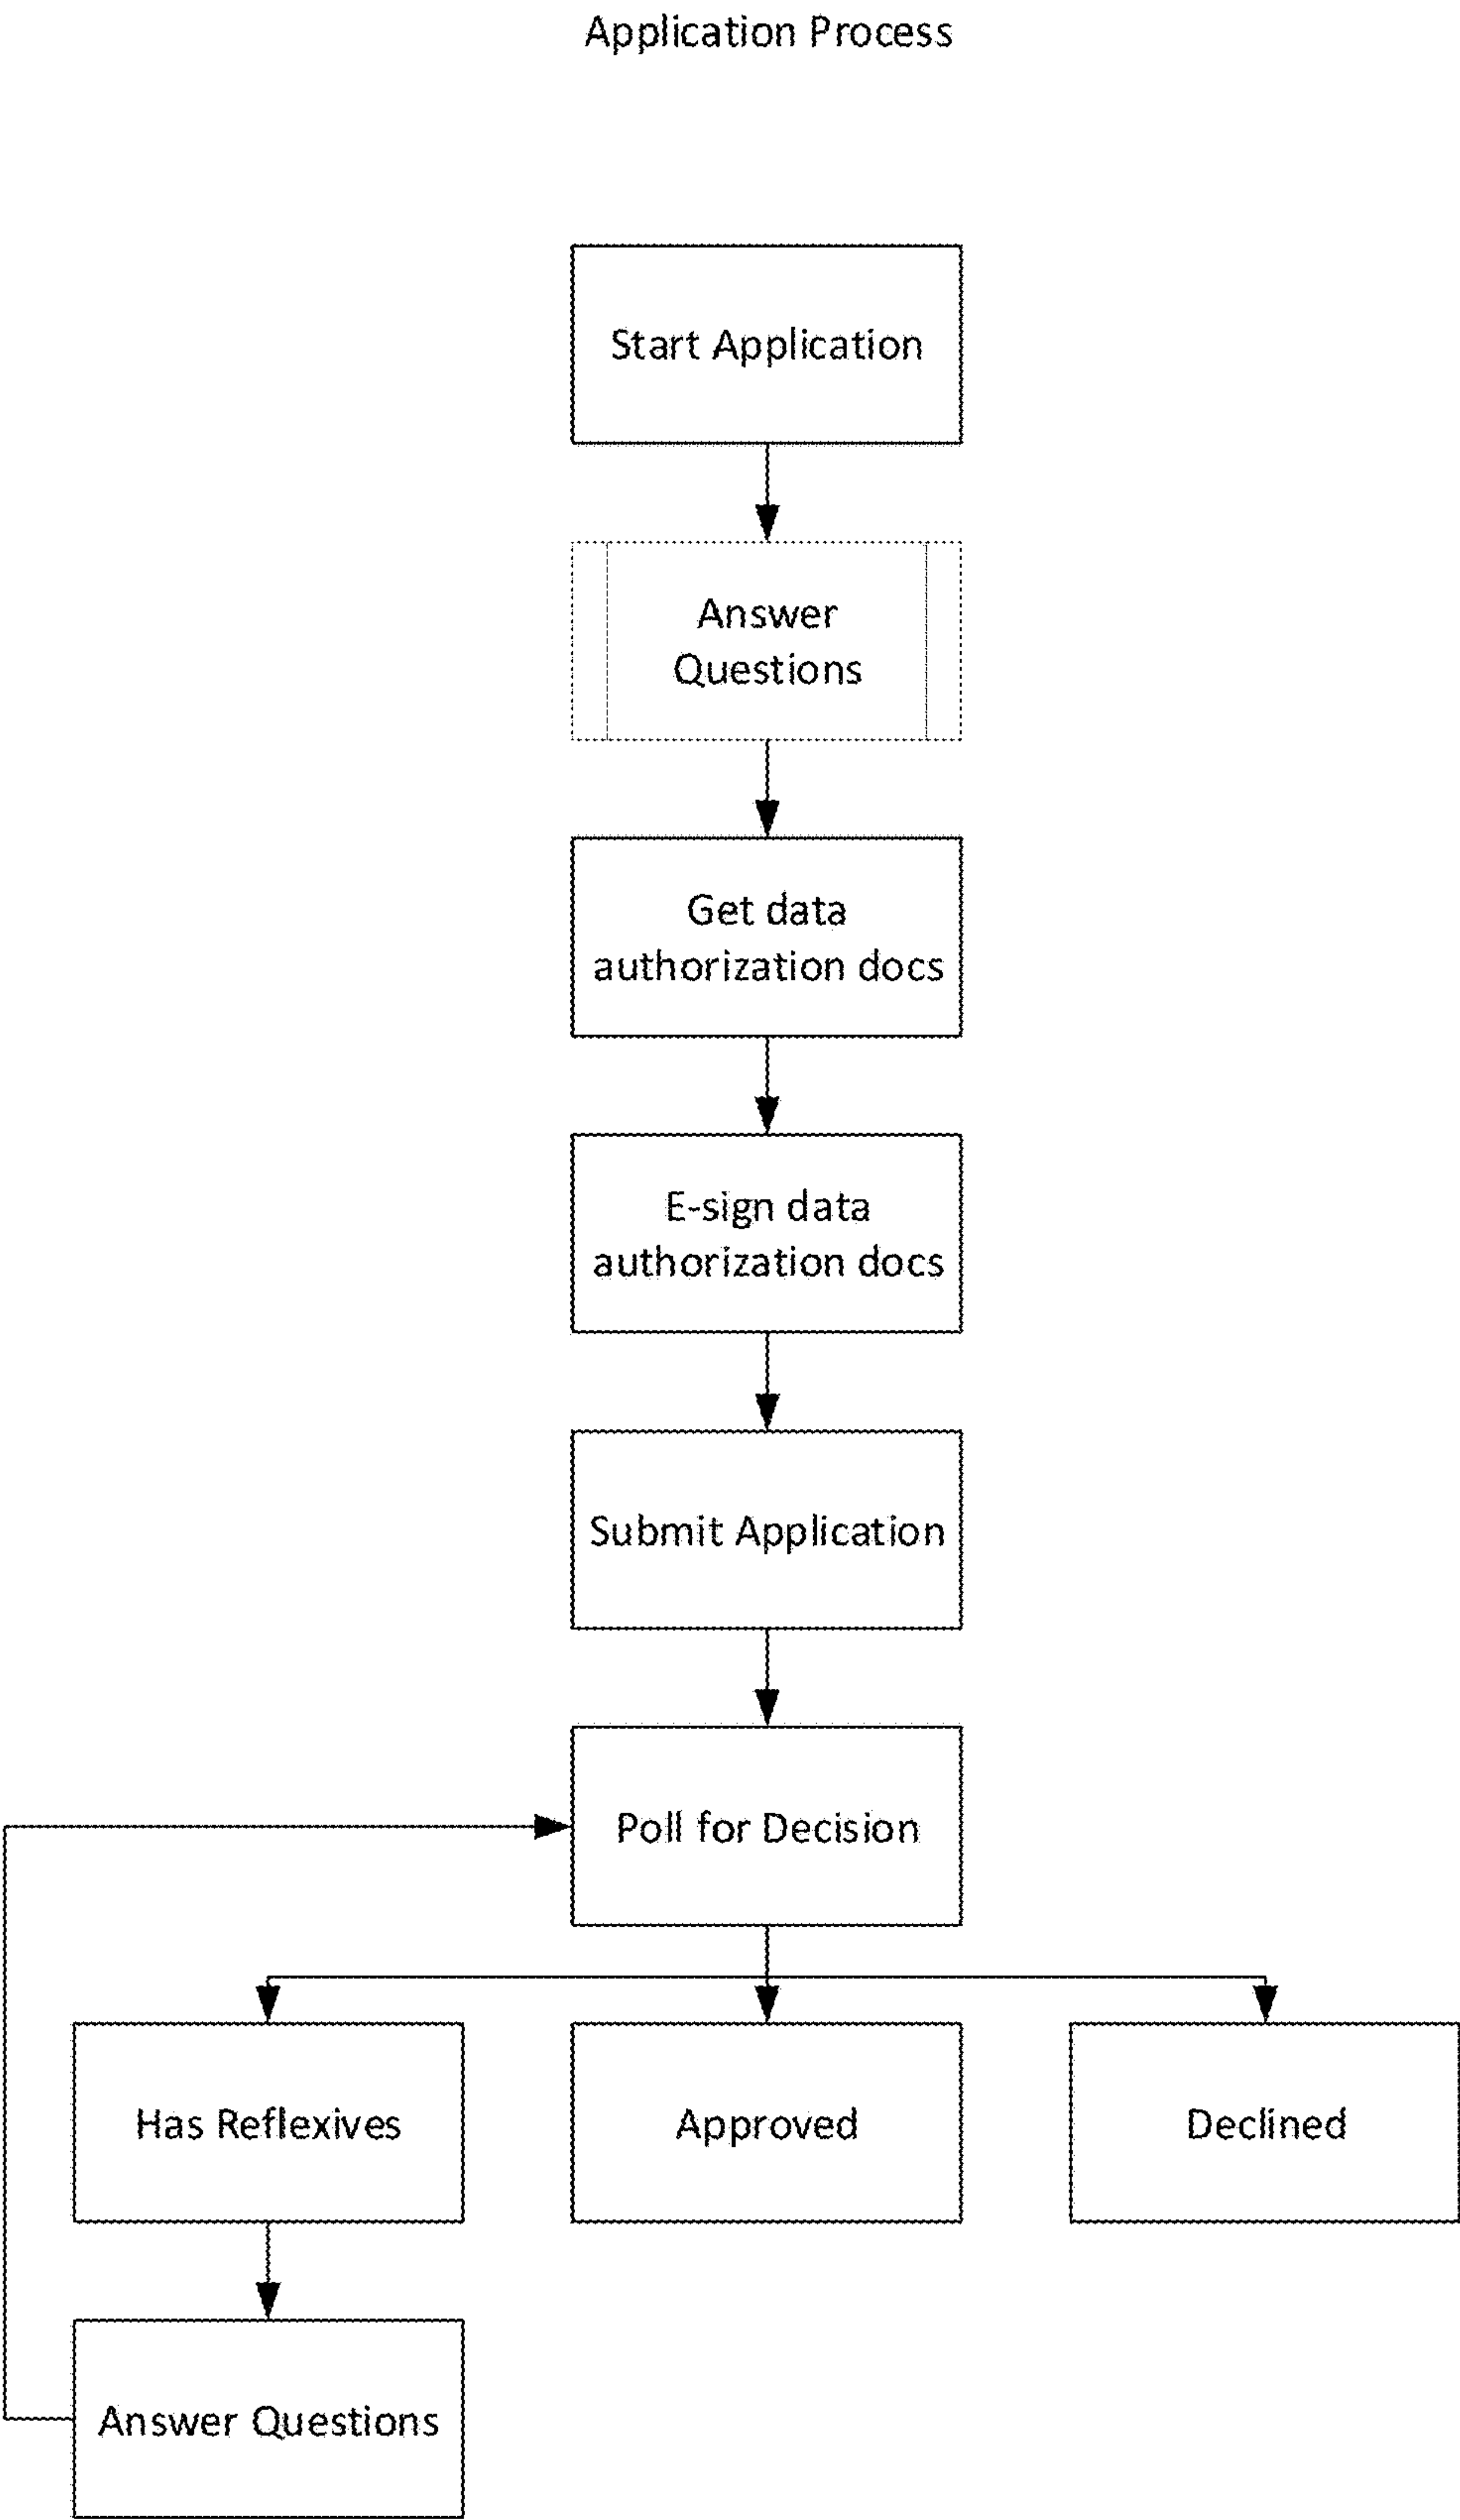 Application Process
Start Application
Answer
Questions
Get data
authorization docs
E-sign data
authorization docs
Submit Application
Poll for Decision
Has Reflexives
Approved
Declined
Answer Questions